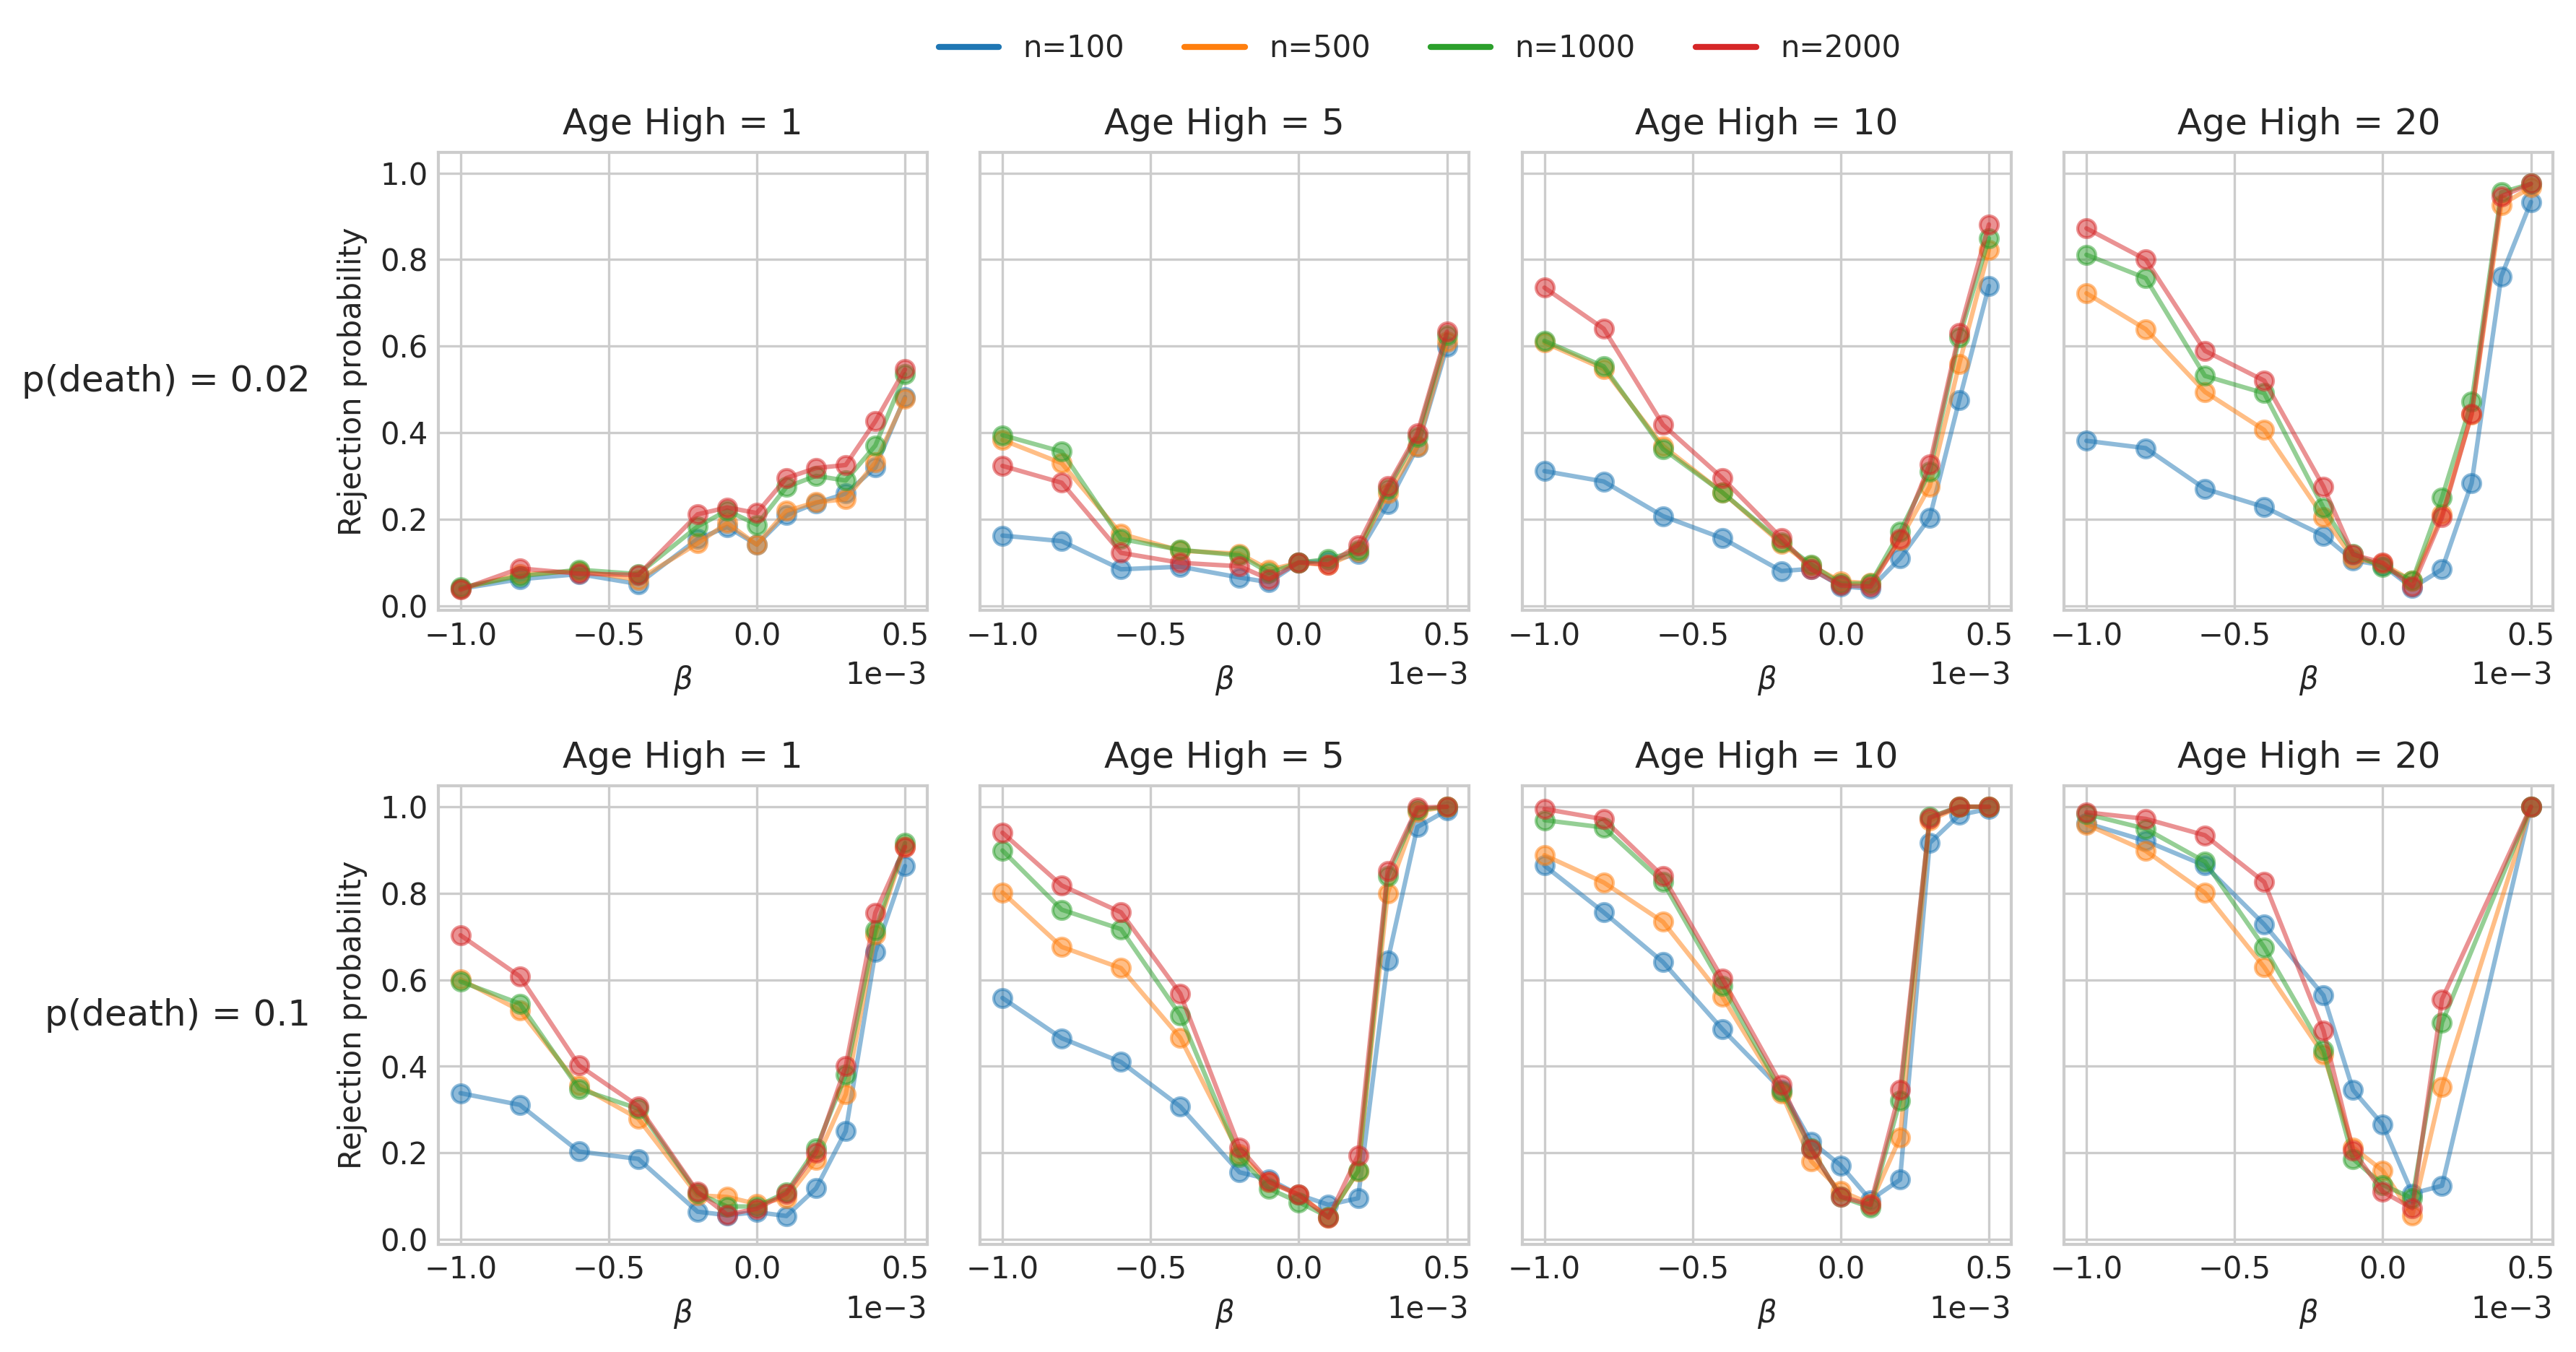 n=100 n=500 n=1000 n=2000
Age High = 1 Age High = 5 Age High = 10 Age High = 20
p(death) = 0.02
Rejection probability
1.0
0.8
0.6
0.4
0.2
0.0
−1.0 −0.5 0.0 0.5 −1.0 −0.5 0.0 0.5 −1.0 −0.5 0.0 0.5 −1.0 −0.5 0.0 0.5
β 1e−3 β 1e−3 β 1e−3 β 1e−3
Age High = 1 Age High = 5 Age High = 10 Age High = 20
p(death) = 0.1
Rejection probability
1.0
0.8
0.6
0.4
0.2
0.0
−1.0 −0.5 0.0 0.5 −1.0 −0.5 0.0 0.5 −1.0 −0.5 0.0 0.5 −1.0 −0.5 0.0 0.5
β 1e−3 β 1e−3 β 1e−3 β 1e−3